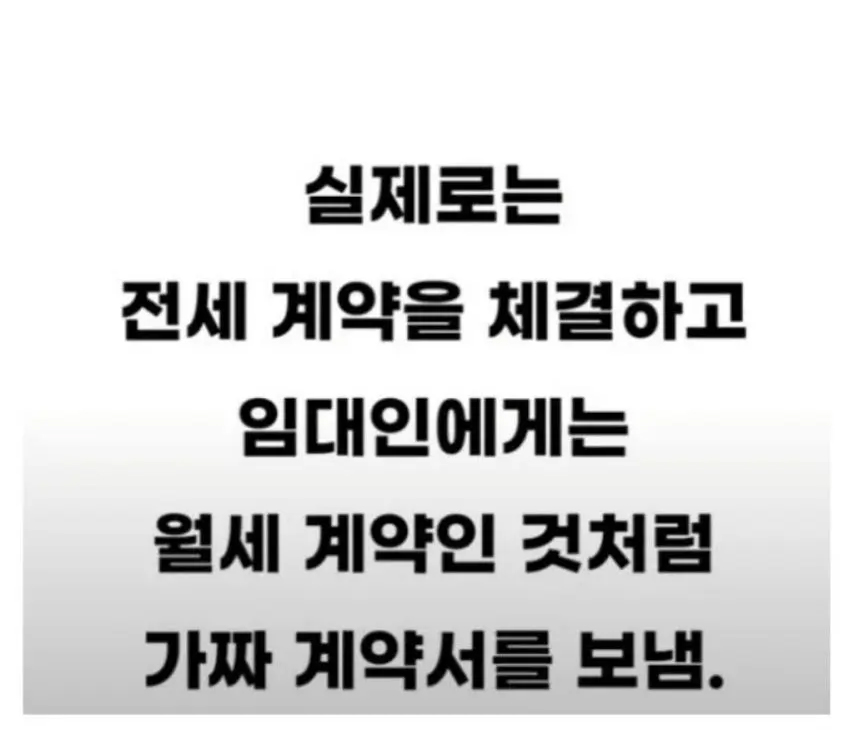 실제로는
전세 계약을 체결하고
임대인에게는
월세 계약인 것처럼
가짜 계약서를 보냄.